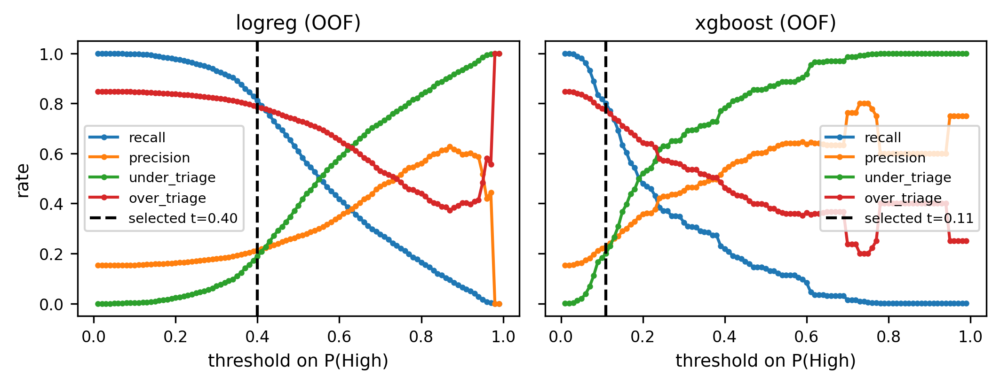 logreg (OOF)
rate
1.0
0.8
0.6
0.4
0.2
0.0
recall
precision
under_triage
over_triage
selected t=0.40
0.0 0.2 0.4 0.6 0.8 1.0
threshold on P(High)
xgboost (OOF)
recall
precision
under_triage
over_triage
selected t=0.11
0.0 0.2 0.4 0.6 0.8 1.0
threshold on P(High)